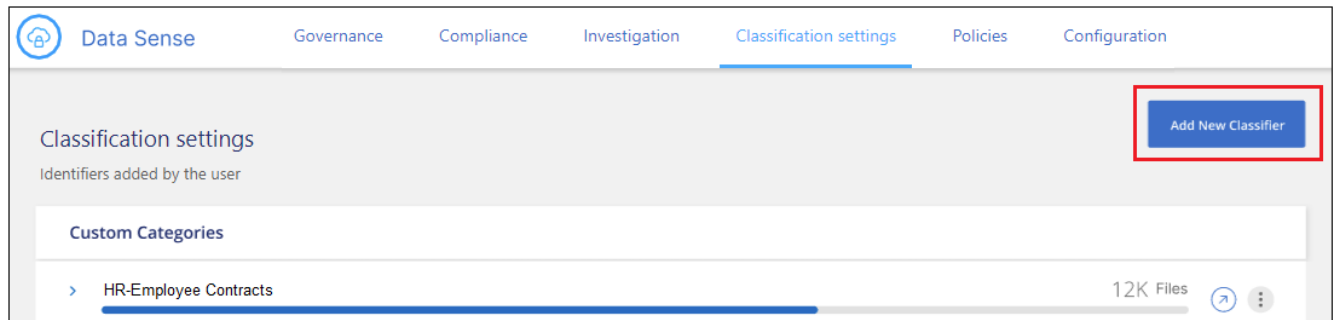 Data Sense Governance Compliance Investigation Classification settings Policies Configuration
Add New Classifier
Classification settings
Identifiers added by the user
Custom Categories
HR-Employee Contracts 12K Files